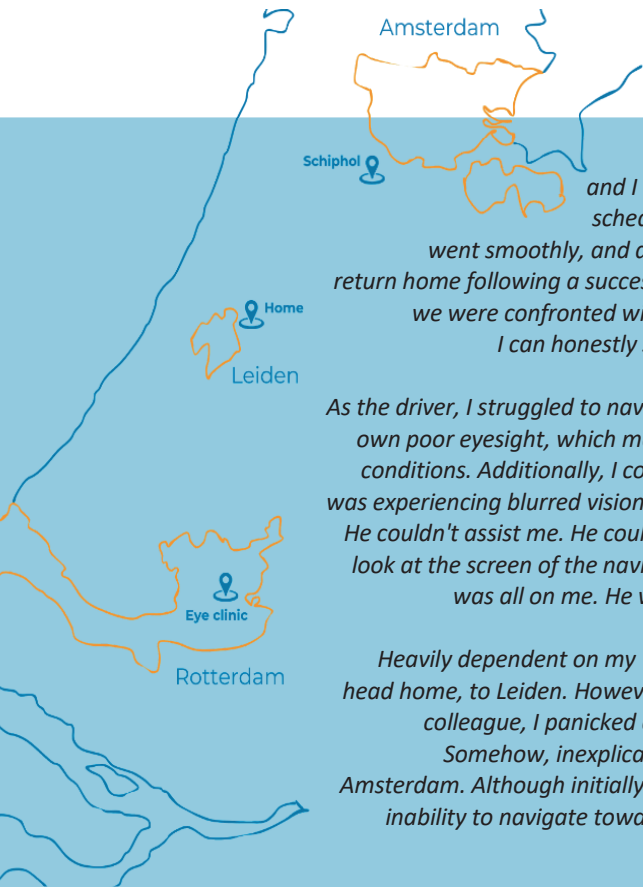 Amsterdam
Schiphol
and I
sched
went smoothly, and
return home following a succes
Home
we were confronted wi
I can honestly
Leiden
As the driver, I struggled to nav
own poor eyesight, which m
conditions. Additionally, I co
was experiencing blurred vision
He couldn't assist me. He coul
look at the screen of the navi
was all on me. He w
Eye clinic
Rotterdam
Heavily dependent on my
head home, to Leiden. Howev
colleague, I panicked
Somehow, inexplica
Amsterdam. Although initially
inability to navigate towa